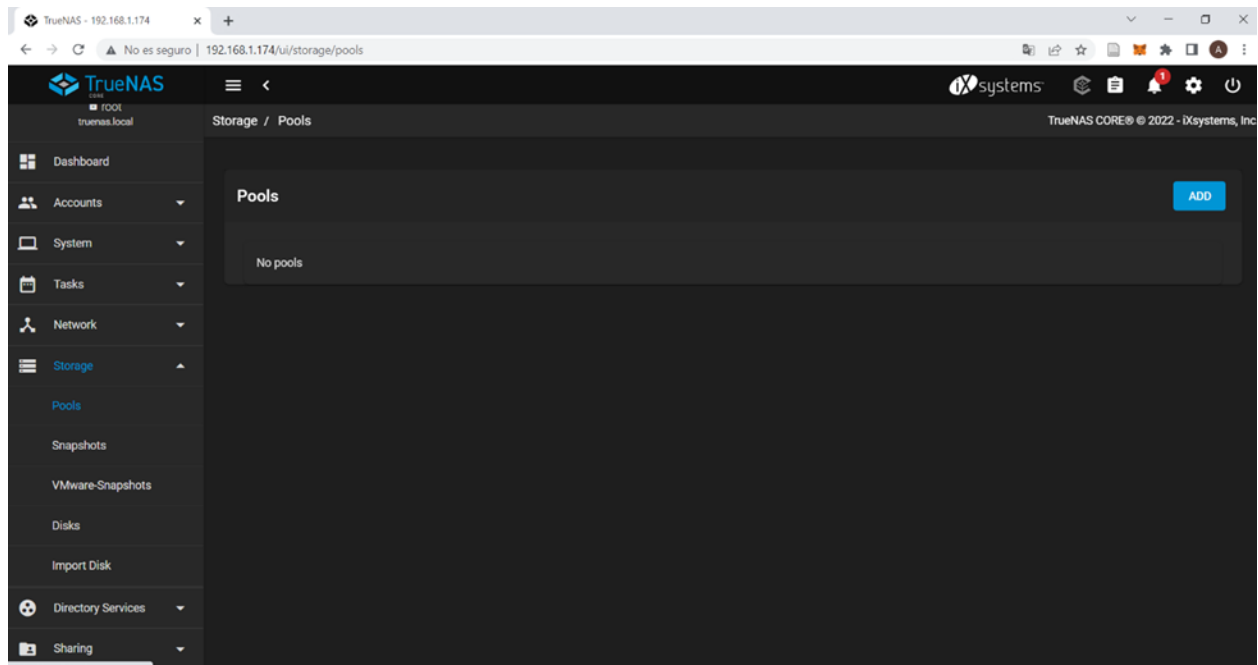 TrueNAS - 192.168.1.174
No es seguro | 192.168.1.174/ui/storage/pools
A
TrueNAS
CORE
iXsystems
1
root
truenas.local
Storage / Pools
TrueNAS CORE® © 2022 - iXsystems, Inc
Dashboard
Accounts
System
Tasks
Network
Storage
Pools
Snapshots
VMware-Snapshots
Disks
Import Disk
Directory Services
Sharing
Pools
ADD
No pools